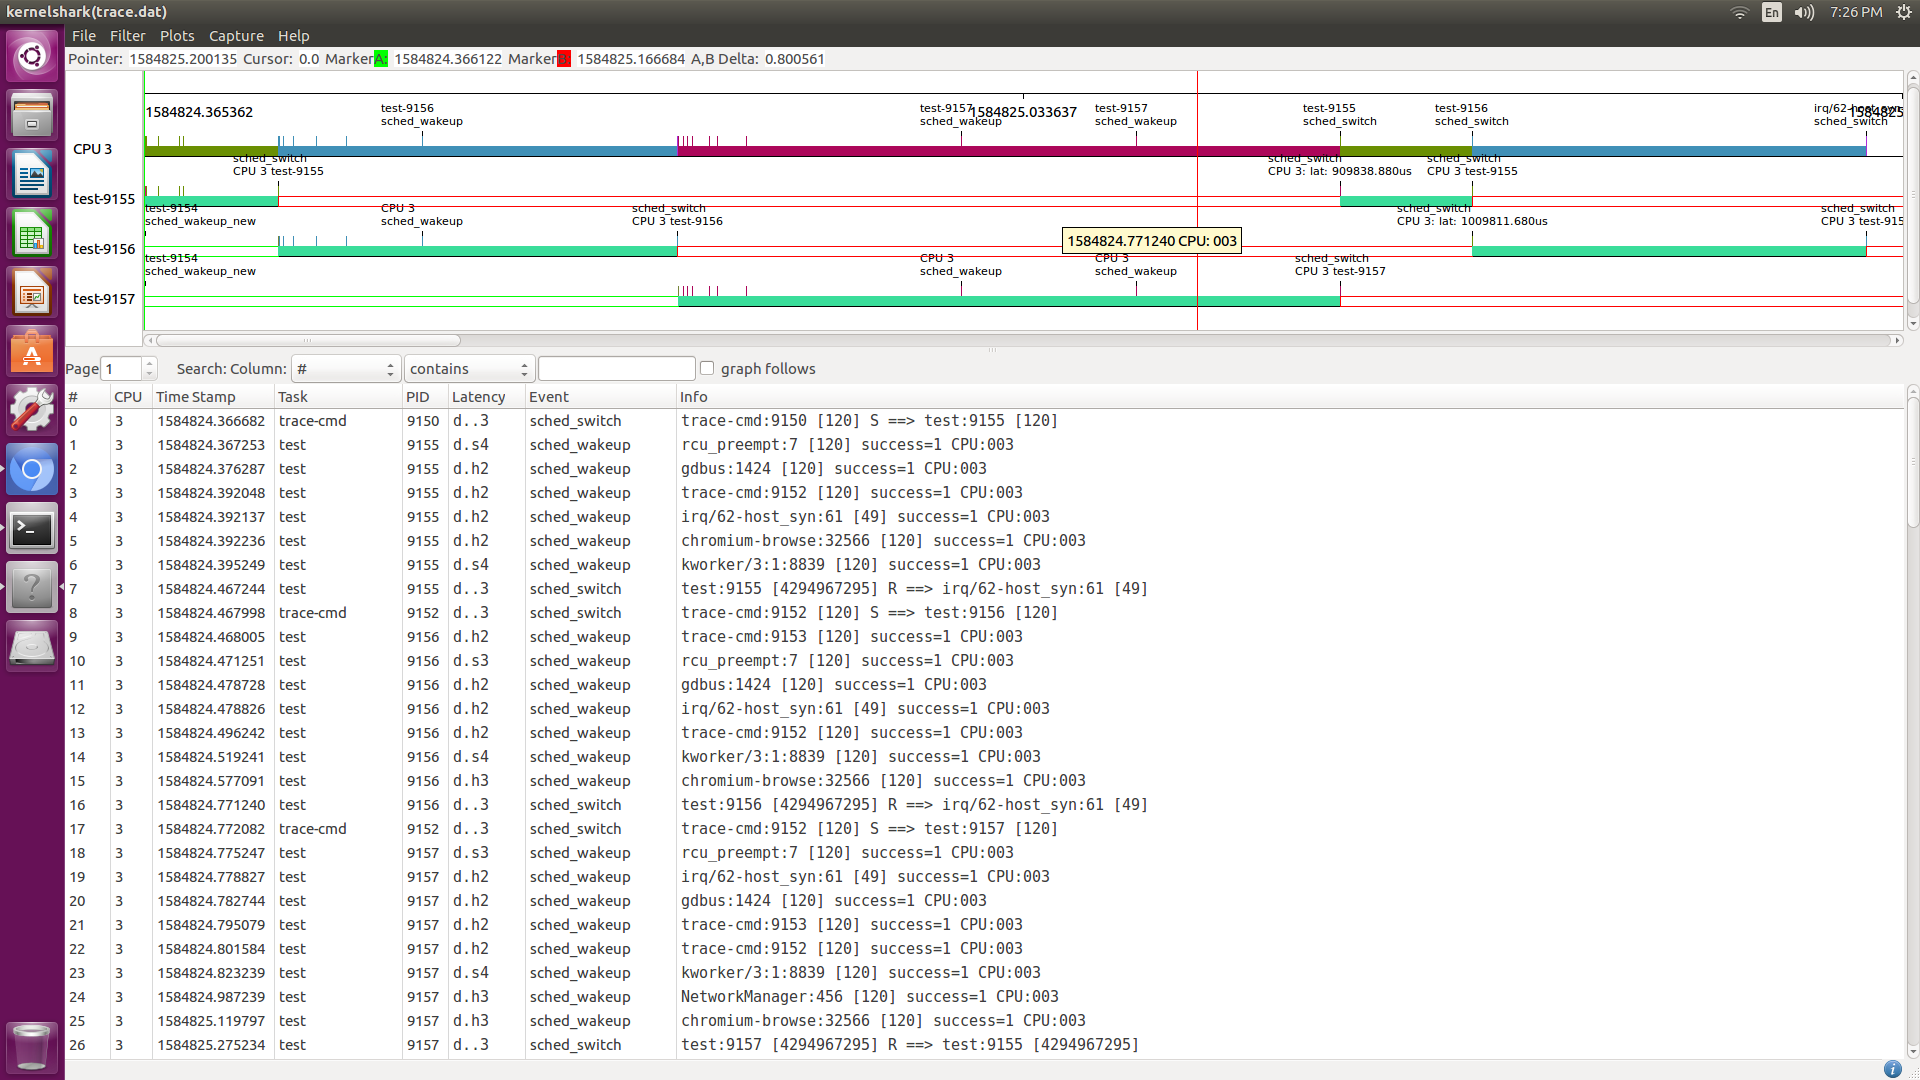 kernelshark(trace.dat)
En
7:26 PM
File Filter Plots Capture Help
Pointer: 1584825.200135 Cursor: 0.0 Marker A: 1584824.366122 Marker 1584825.166684 A,B Delta: 0.800561
1584824.365362
1584825.033637
CPU 3
test-9156
sched_wakeup
test-9157
sched_wakeup
test-9157
sched_wakeup
test-9155
sched_switch
test-9156
sched_switch
irq/62-host_syn
sched_switch
test-9155
sched_switch
CPU 3 test-9155
sched_switch
CPU 3: lat: 909838.880us
sched_switch
CPU 3 test-9155
test-9156
test-9154
sched_wakeup_new
CPU 3
sched_wakeup
sched_switch
CPU 3 test-9156
sched_switch
CPU 3: lat: 1009811.680us
sched_switch
CPU 3 test-915
1584824.771240 CPU: 003
test-9157
test-9154
sched_wakeup_new
CPU 3
sched_wakeup
CPU 3
sched_wakeup
sched_switch
CPU 3 test-9157
Page 1 Search: Column: # contains graph follows
# CPU Time Stamp Task PID Latency Event Info
0 3 1584824.366682 trace-cmd 9150 d..3 sched_switch trace-cmd:9150 [120] S ==> test:9155 [120]
1 3 1584824.367253 test 9155 d.s4 sched_wakeup rcu_preempt:7 [120] success=1 CPU:003
2 3 1584824.376287 test 9155 d.h2 sched_wakeup gdbus:1424 [120] success=1 CPU:003
3 3 1584824.392048 test 9155 d.h2 sched_wakeup trace-cmd:9152 [120] success=1 CPU:003
4 3 1584824.392137 test 9155 d.h2 sched_wakeup irq/62-host_syn:61 [49] success=1 CPU:003
5 3 1584824.392236 test 9155 d.h2 sched_wakeup chromium-browse:32566 [120] success=1 CPU:003
6 3 1584824.395249 test 9155 d.s4 sched_wakeup kworker/3:1:8839 [120] success=1 CPU:003
7 3 1584824.467244 test 9155 d..3 sched_switch test:9155 [4294967295] R ==> irq/62-host_syn:61 [49]
8 3 1584824.467998 trace-cmd 9152 d..3 sched_switch trace-cmd:9152 [120] S ==> test:9156 [120]
9 3 1584824.468005 test 9156 d.h2 sched_wakeup trace-cmd:9153 [120] success=1 CPU:003
10 3 1584824.471251 test 9156 d.s3 sched_wakeup rcu_preempt:7 [120] success=1 CPU:003
11 3 1584824.478728 test 9156 d.h2 sched_wakeup gdbus:1424 [120] success=1 CPU:003
12 3 1584824.478826 test 9156 d.h2 sched_wakeup irq/62-host_syn:61 [49] success=1 CPU:003
13 3 1584824.496242 test 9156 d.h2 sched_wakeup trace-cmd:9152 [120] success=1 CPU:003
14 3 1584824.519241 test 9156 d.s4 sched_wakeup kworker/3:1:8839 [120] success=1 CPU:003
15 3 1584824.577091 test 9156 d.h3 sched_wakeup chromium-browse:32566 [120] success=1 CPU:003
16 3 1584824.771240 test 9156 d..3 sched_switch test:9156 [4294967295] R ==> irq/62-host_syn:61 [49]
17 3 1584824.772082 trace-cmd 9152 d..3 sched_switch trace-cmd:9152 [120] S ==> test:9157 [120]
18 3 1584824.775247 test 9157 d.s3 sched_wakeup rcu_preempt:7 [120] success=1 CPU:003
19 3 1584824.778827 test 9157 d.h2 sched_wakeup irq/62-host_syn:61 [49] success=1 CPU:003
20 3 1584824.782744 test 9157 d.h2 sched_wakeup gdbus:1424 [120] success=1 CPU:003
21 3 1584824.795079 test 9157 d.h2 sched_wakeup trace-cmd:9153 [120] success=1 CPU:003
22 3 1584824.801584 test 9157 d.h2 sched_wakeup trace-cmd:9152 [120] success=1 CPU:003
23 3 1584824.823239 test 9157 d.s4 sched_wakeup kworker/3:1:8839 [120] success=1 CPU:003
24 3 1584824.987239 test 9157 d.h3 sched_wakeup NetworkManager:456 [120] success=1 CPU:003
25 3 1584825.119797 test 9157 d.h3 sched_wakeup chromium-browse:32566 [120] success=1 CPU:003
26 3 1584825.275234 test 9157 d..3 sched_switch test:9157 [4294967295] R ==> test:9155 [4294967295]